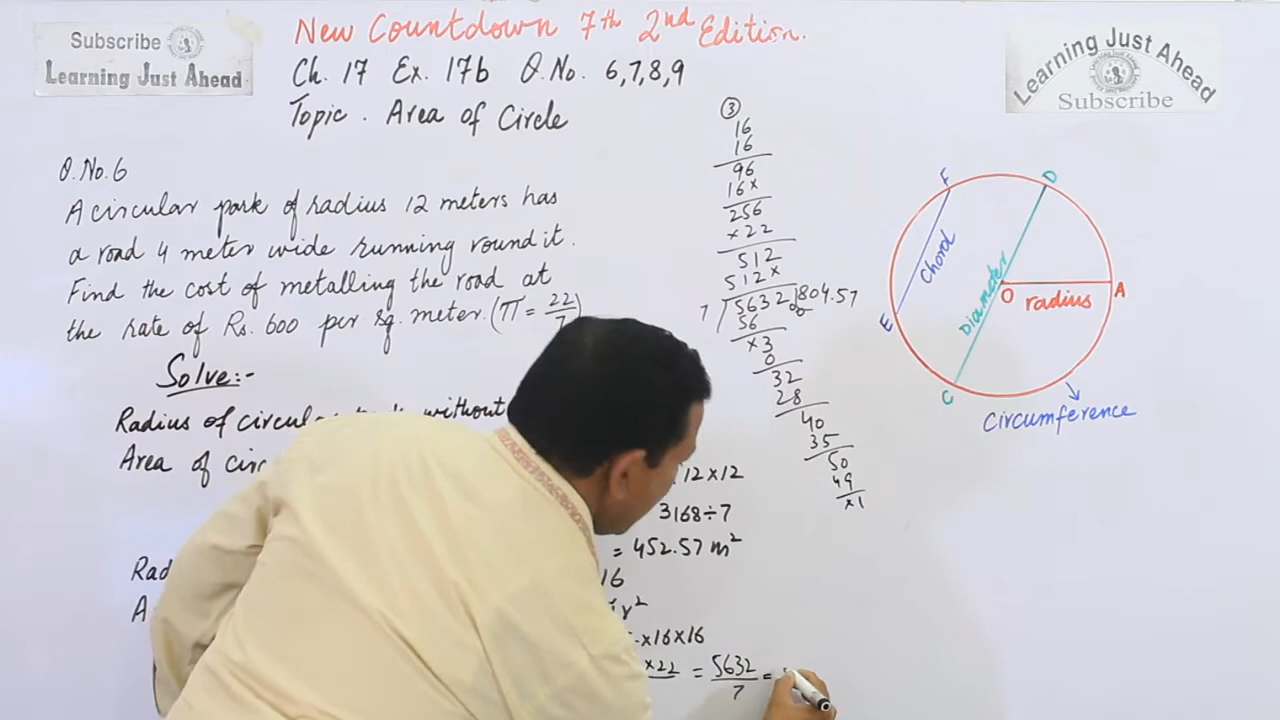 Subscribe
Learning Just Ahead
New Countdown 7th 2nd Edition.
Ch. 17 Ex. 17b Q.No. 6,7,8,9
Topic. Area of Circle
Learning Just Ahead
Subscribe
Q.No.6
A circular park of radius 12 meters has
a road 4 meter wide running round it.
Find the cost of metalling the road at
the rate of Rs. 600 per sq. meter. (π = 22/7)
Solve:-
Radius of without
Area of
12×12
3168÷7
= 452.57 m²
16
r²
×16×16
×22 = 5632/7 =
③
16
16
96
16×
256
×22
512
512×
7 5632 804.57
56
×3
0
32
28
40
35
50
49
×1
F
D
Chord
Diameter
O
radius
A
E
C
Circumference